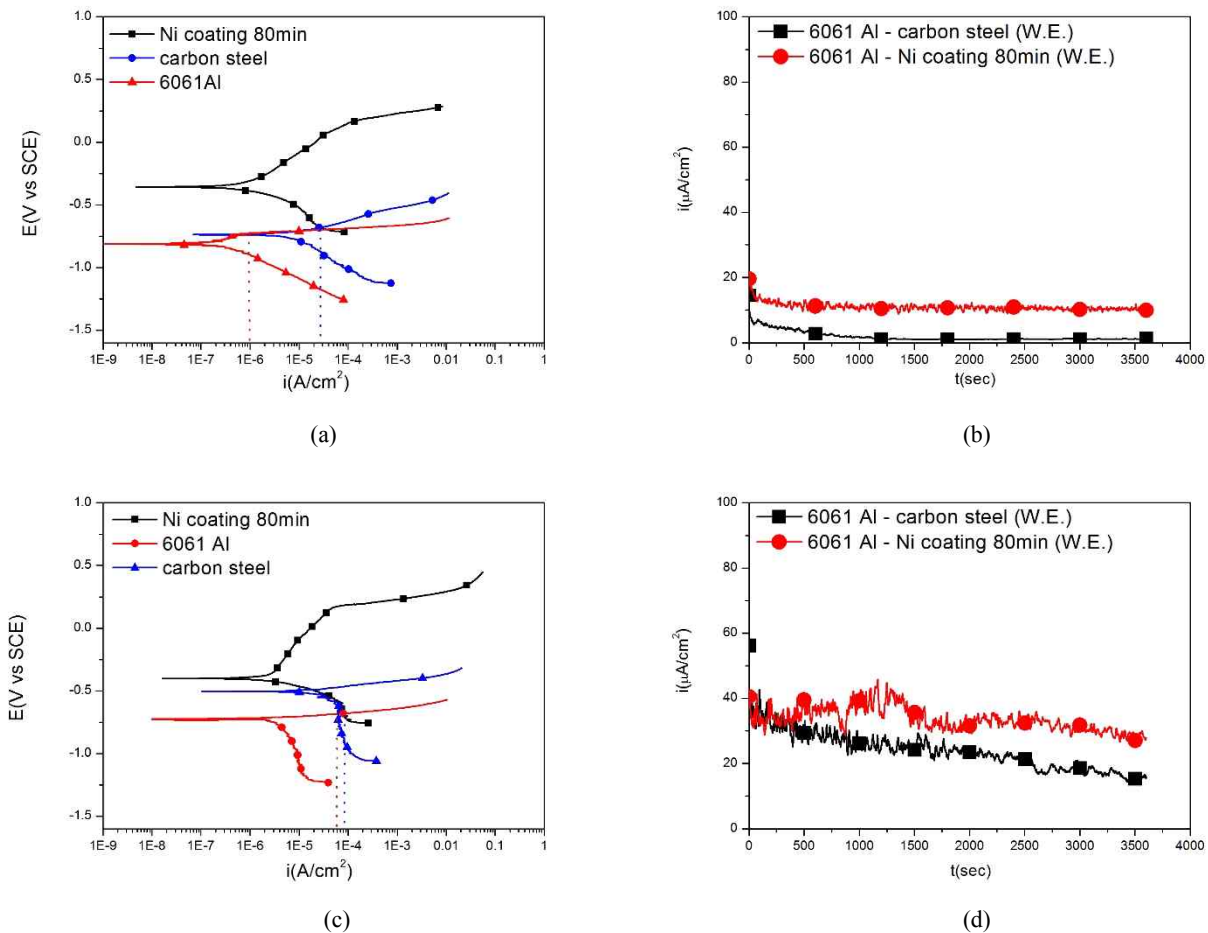 1.0
0.5
0.0
-0.5
-1.0
-1.5
E(V vs SCE)
Ni coating 80min
carbon steel
6061Al
1E-9 1E-8 1E-7 1E-6 1E-5 1E-4 1E-3 0.01 0.1 1
i(A/cm²)
(a)
100
80
60
40
20
0
i(μA/cm²)
6061 Al - carbon steel (W.E.)
6061 Al - Ni coating 80min (W.E.)
0 500 1000 1500 2000 2500 3000 3500 4000
t(sec)
(b)
1.0
0.5
0.0
-0.5
-1.0
-1.5
E(V vs SCE)
Ni coating 80min
6061 Al
carbon steel
1E-9 1E-8 1E-7 1E-6 1E-5 1E-4 1E-3 0.01 0.1 1
i(A/cm²)
(c)
100
80
60
40
20
0
i(μA/cm²)
6061 Al - carbon steel (W.E.)
6061 Al - Ni coating 80min (W.E.)
0 500 1000 1500 2000 2500 3000 3500 4000
t(sec)
(d)